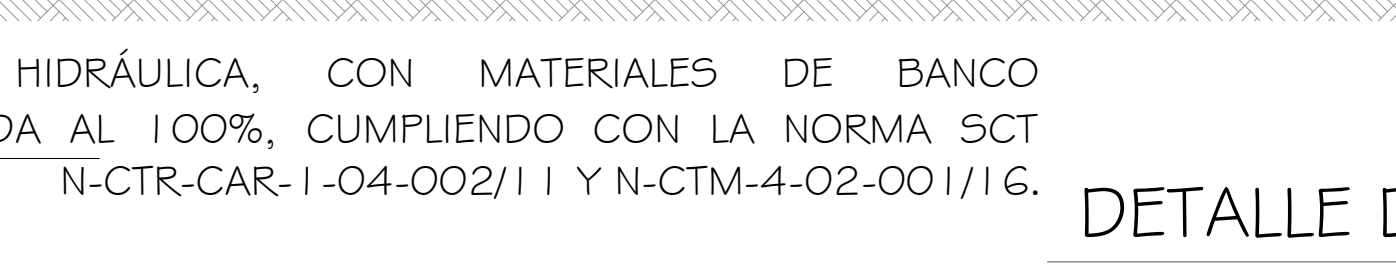 HIDRÁULICA, CON MATERIALES DE BANCO
AL 100%, CUMPLIENDO CON LA NORMA SCT
N-CTR-CAR-1-04-002/11 Y N-CTM-4-02-001/16.
DETALLE